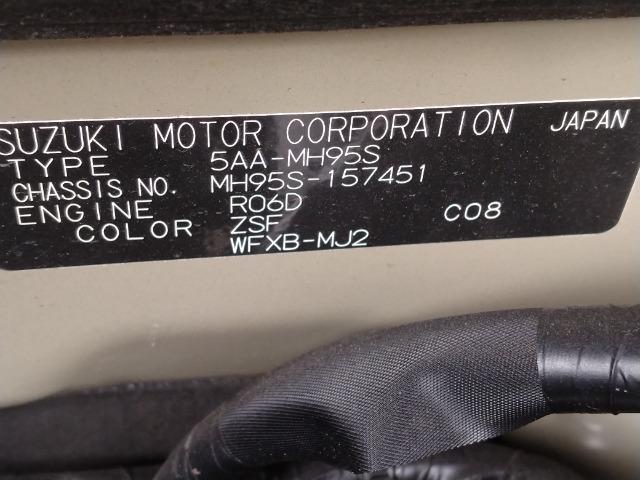 SUZUKI MOTOR CORPORATION JAPAN
TYPE 5AA-MH95S
CHASSIS NO. MH95S-157451
ENGINE R06D
COLOR ZSF C08
WFXB-MJ2